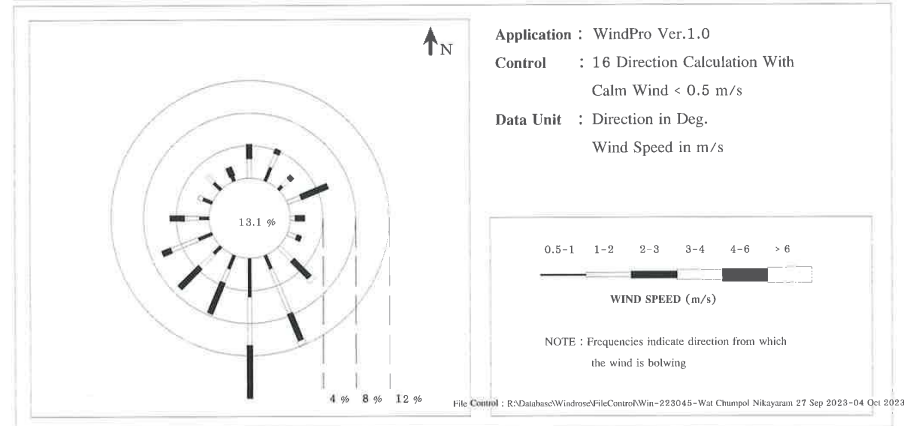 N
Application : WindPro Ver.1.0
Control : 16 Direction Calculation With
Calm Wind < 0.5 m/s
Data Unit : Direction in Deg.
Wind Speed in m/s
13.1 %
0.5-1 1-2 2-3 3-4 4-6 >6
WIND SPEED (m/s)
NOTE : Frequencies indicate direction from which
the wind is bolwing
4 % 8 % 12 %
File Control : R:\Database\Windrose\FileControl\Win-223045-Wat Chumpol Nikayaram 27 Sep 2023-04 Oct 2023